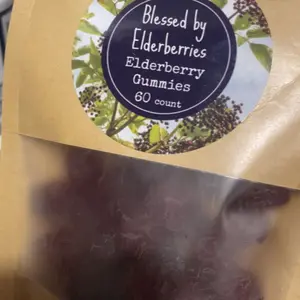 Blessed by
Elderberries
Elderberry
Gummies
60 count